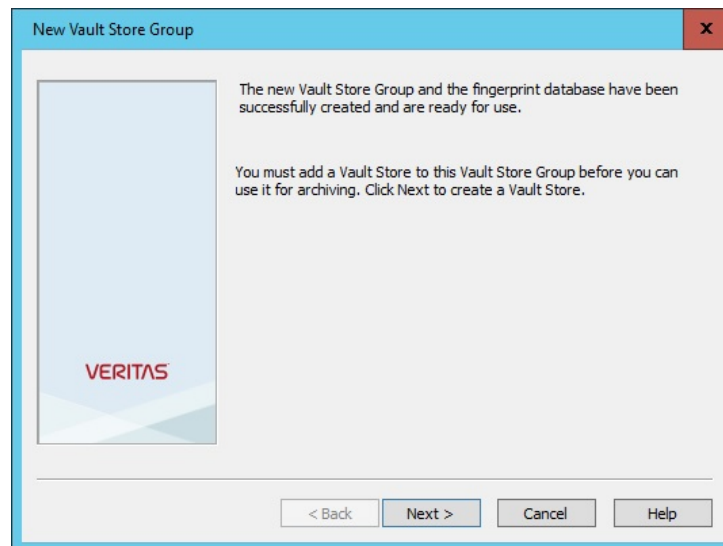 New Vault Store Group
x
The new Vault Store Group and the fingerprint database have been
successfully created and are ready for use.
You must add a Vault Store to this Vault Store Group before you can
use it for archiving. Click Next to create a Vault Store.
VERITAS
< Back Next > Cancel Help